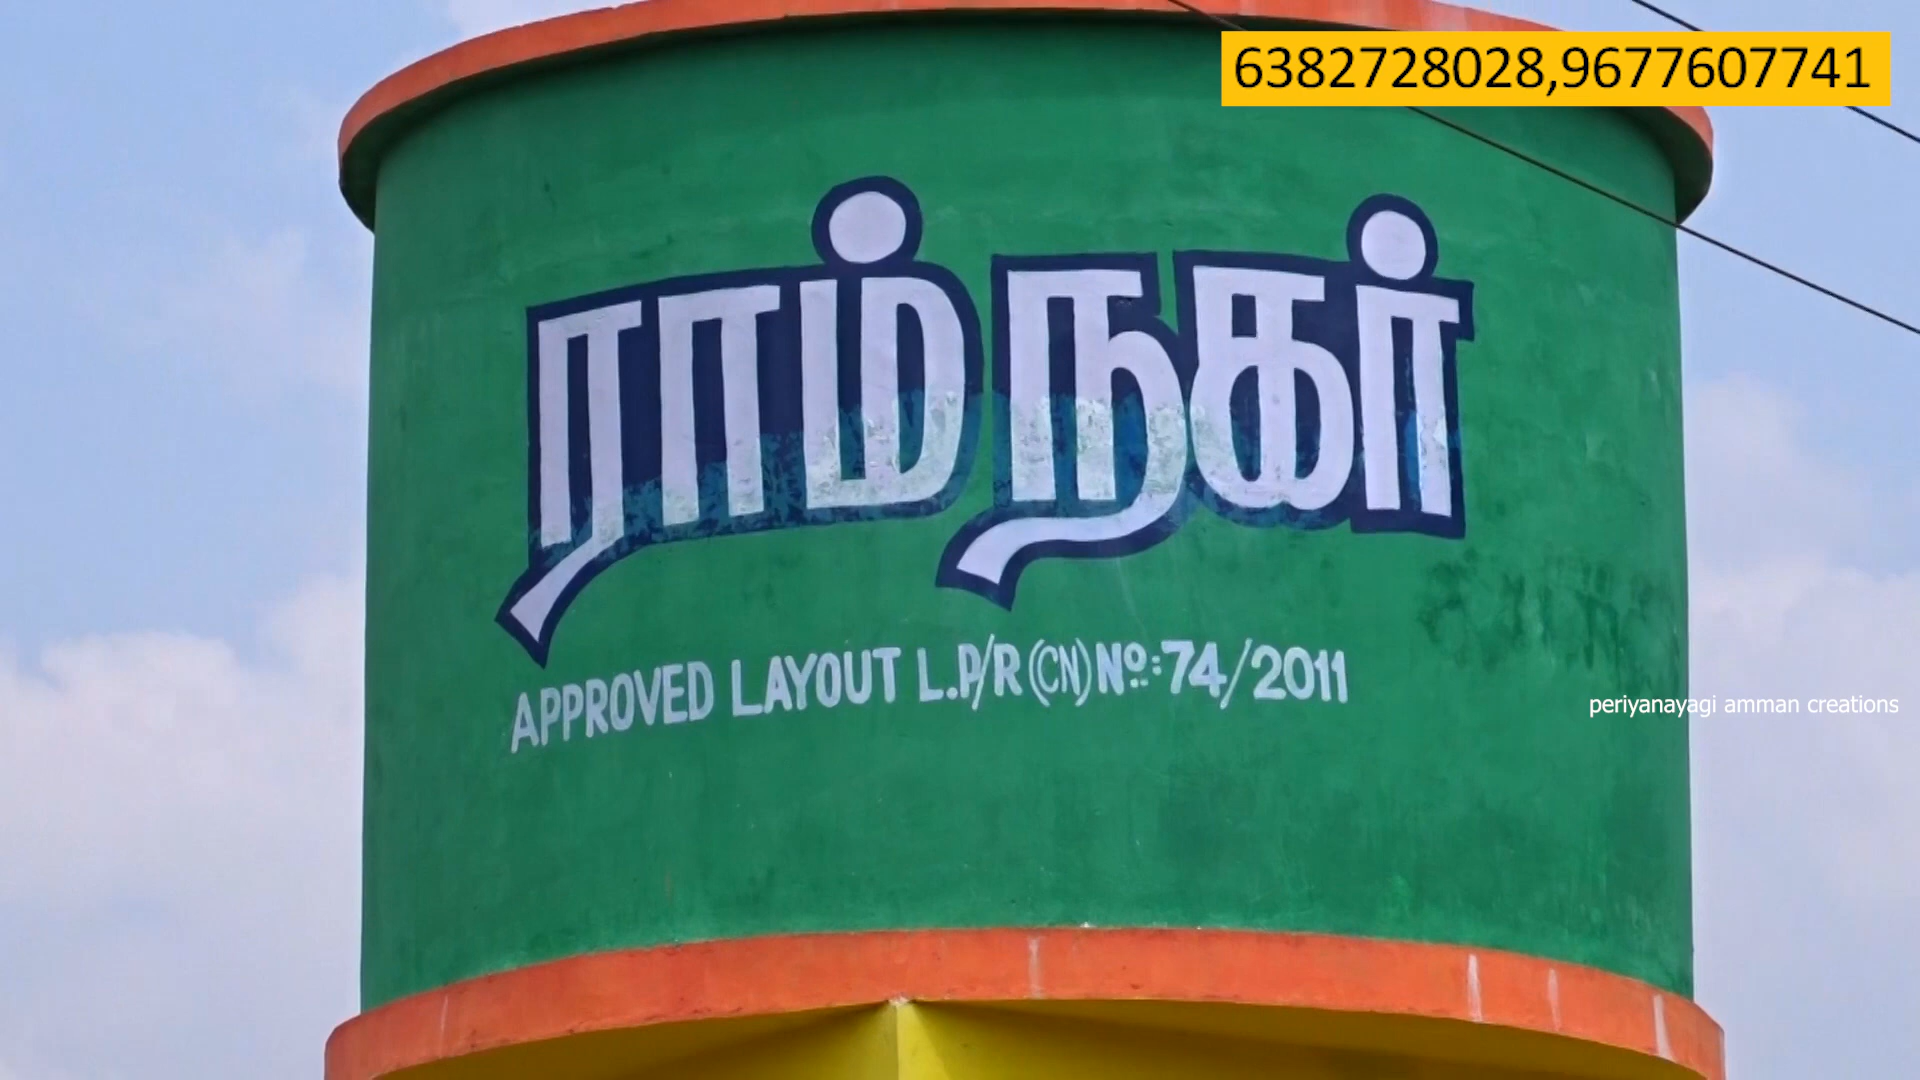 6382728028,9677607741
ராம் நகர்
APPROVED LAYOUT L.P/R (CN) No:74/2011
periyanayagi amman creations